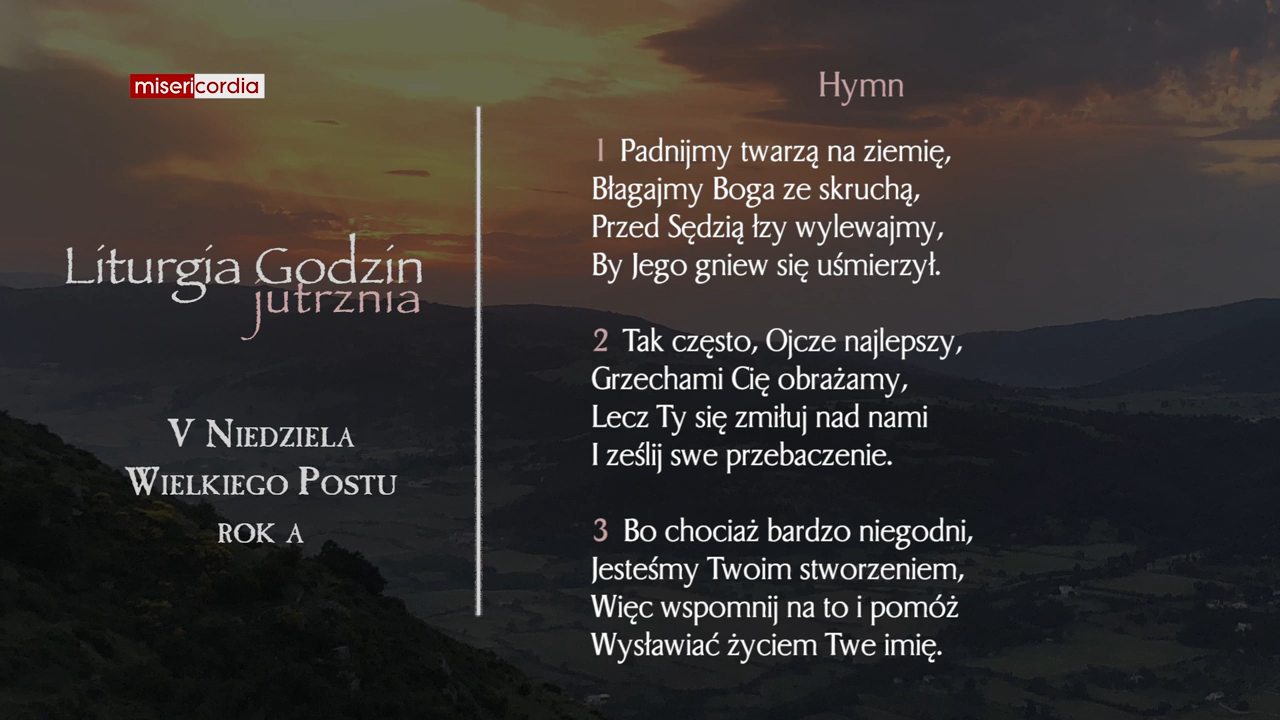 misericordia
Liturgia Godzin
jutrznia
V Niedziela
Wielkiego Postu
rok a
Hymn
1 Padnijmy twarzą na ziemię,
Błagajmy Boga ze skruchą,
Przed Sędzią łzy wylewajmy,
By Jego gniew się uśmierzył.
2 Tak często, Ojcze najlepszy,
Grzechami Cię obrażamy,
Lecz Ty się zmiłuj nad nami
I ześlij swe przebaczenie.
3 Bo chociaż bardzo niegodni,
Jesteśmy Twoim stworzeniem,
Więc wspomnij na to i pomóż
Wysławiać życiem Twe imię.